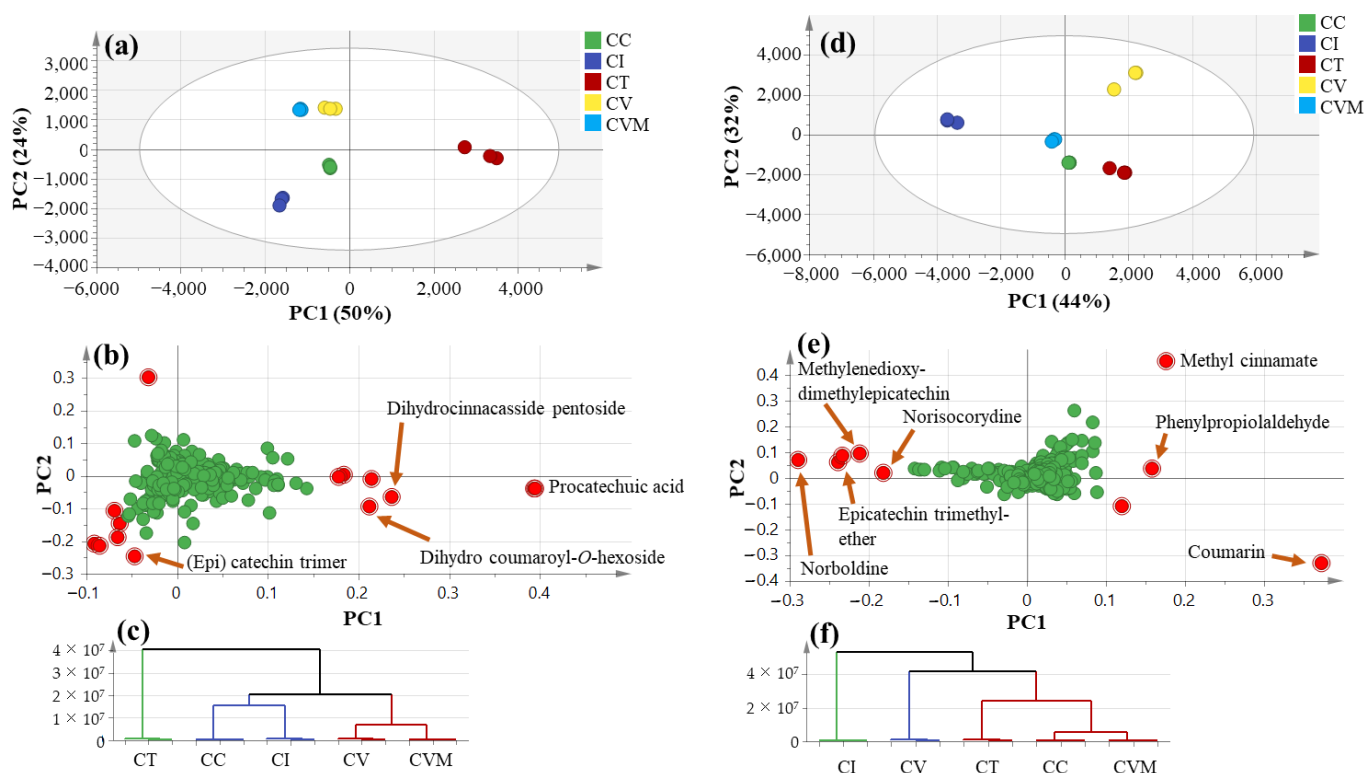 (a)
CC
CI
CT
CV
CVM
PC2 (24%)
3,000
2,000
1,000
0
−1,000
−2,000
−3,000
−4,000
−6,000
−4,000
−2,000
0
2,000
4,000
PC1 (50%)
(d)
CC
CI
CT
CV
CVM
PC2 (32%)
4,000
2,000
0
−2,000
−4,000
−6,000
−8,000
−6,000
−4,000
−2,000
0
2,000
4,000
6,000
PC1 (44%)
(b)
PC2
0.3
0.2
0.1
0
−0.1
−0.2
−0.3
−0.1
0
0.1
0.2
0.3
0.4
PC1
Dihydrocinnacasside pentoside
Procatechuic acid
Dihydro coumaroyl-O-hexoside
(Epi) catechin trimer
(e)
PC2
0.4
0.3
0.2
0.1
0
−0.1
−0.2
−0.3
−0.4
−0.3
−0.2
−0.1
0
0.1
0.2
0.3
PC1
Methylenedioxy-
dimethylepicatechin
Norisocorydine
Methyl cinnamate
Phenylpropiolaldehyde
Epicatechin trimethyl-
ether
Norboldine
Coumarin
(c)
4 × 10⁷
3 × 10⁷
2 × 10⁷
1 × 10⁷
0
CT
CC
CI
CV
CVM
(f)
4 × 10⁷
2 × 10⁷
0
CI
CV
CT
CC
CVM